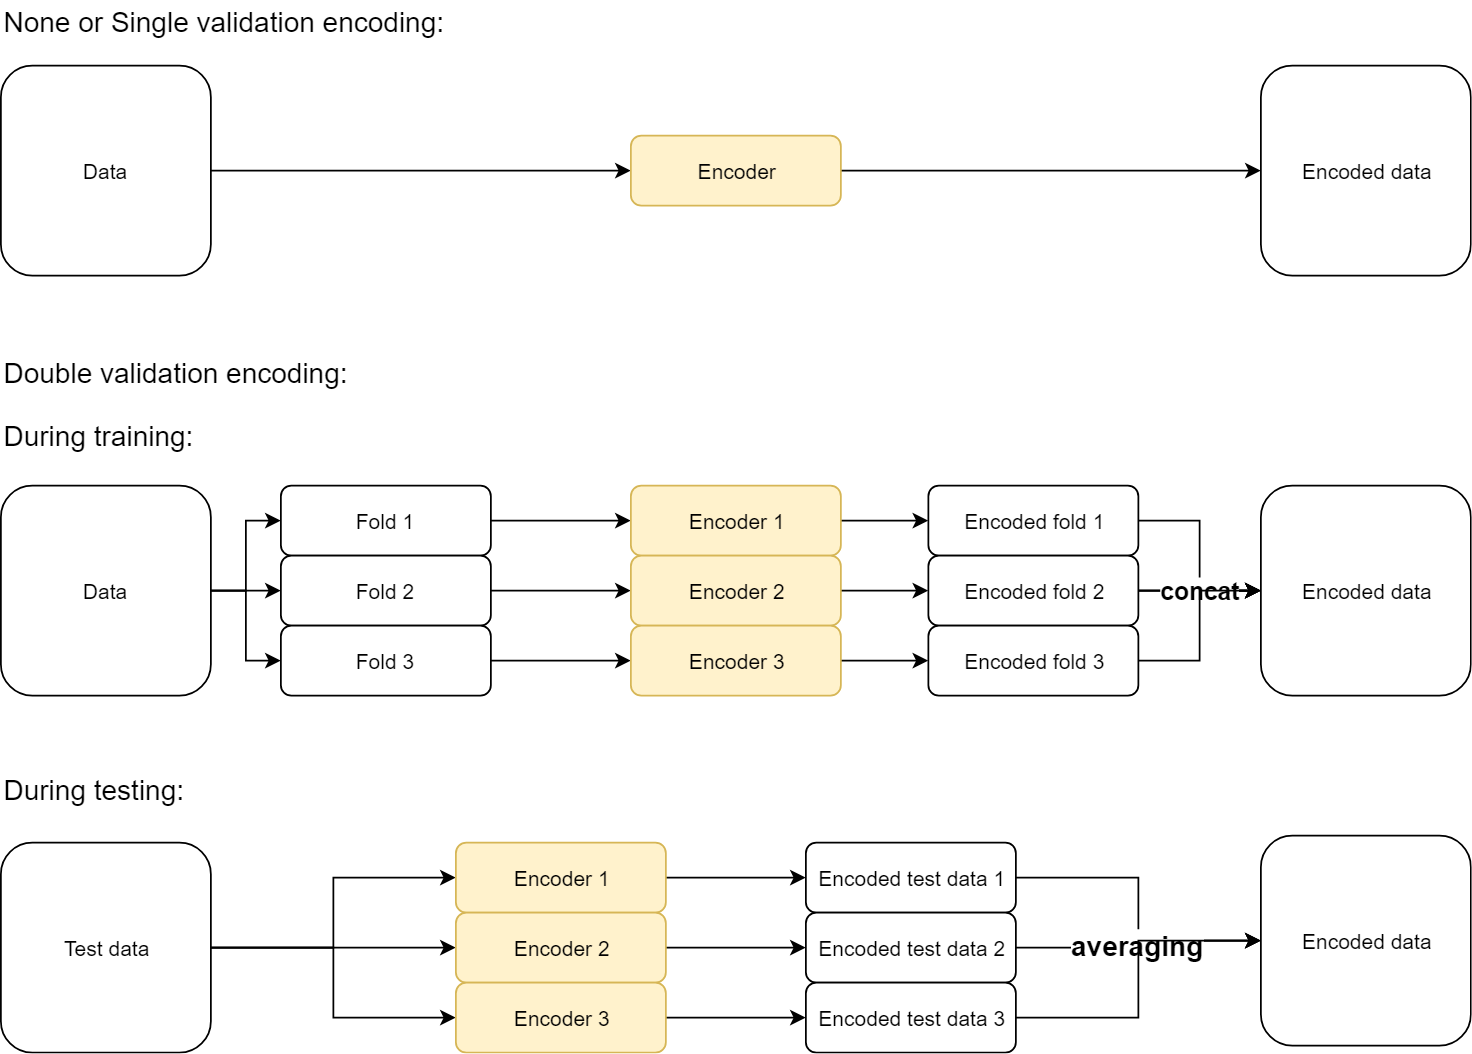 None or Single validation encoding:
Data
Encoder
Encoded data
Double validation encoding:
During training:
Data
Fold 1
Encoder 1
Encoded fold 1
Fold 2
Encoder 2
Encoded fold 2
concat
Encoded data
Fold 3
Encoder 3
Encoded fold 3
During testing:
Test data
Encoder 1
Encoded test data 1
Encoder 2
Encoded test data 2
averaging
Encoded data
Encoder 3
Encoded test data 3